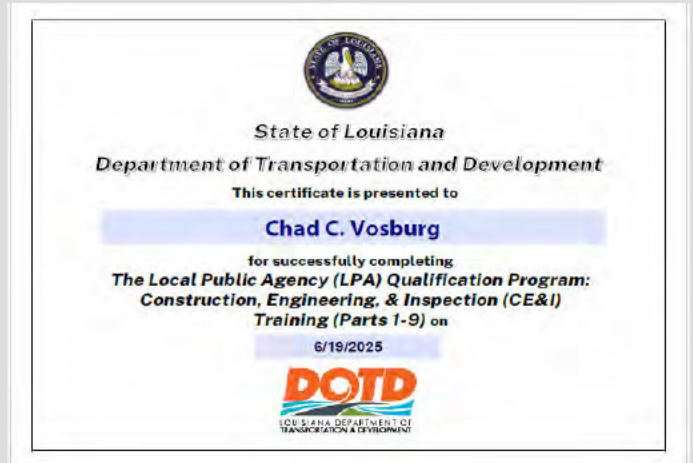 STATE OF LOUISIANA
State of Louisiana
Department of Transportation and Development
This certificate is presented to
Chad C. Vosburg
for successfully completing
The Local Public Agency (LPA) Qualification Program:
Construction, Engineering, & Inspection (CE&I)
Training (Parts 1-9) on
6/19/2025
DOTD
LOUISIANA DEPARTMENT OF
TRANSPORTATION & DEVELOPMENT